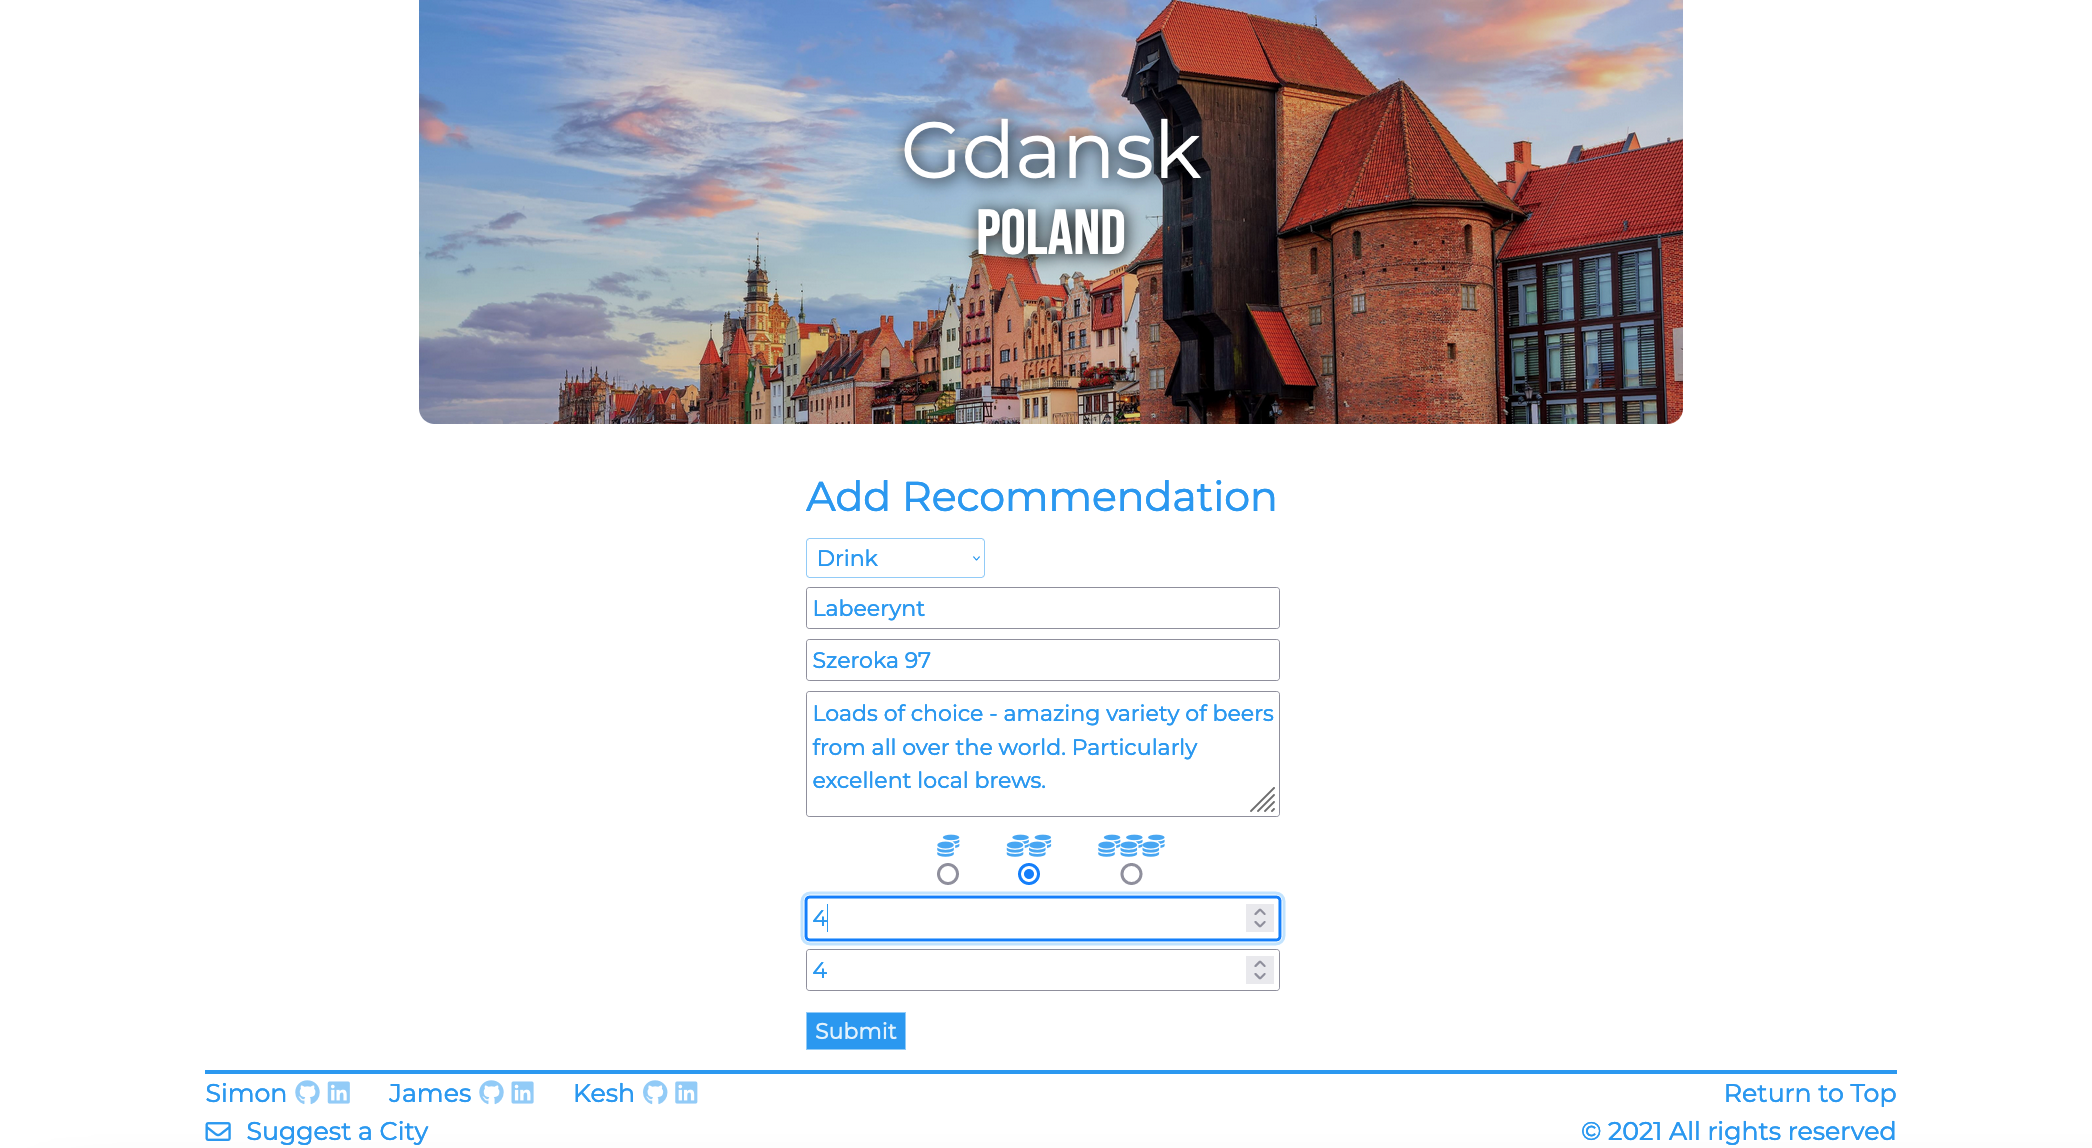 Gdansk
POLAND
Add Recommendation
Drink
Labeerynt
Szeroka 97
Loads of choice - amazing variety of beers
from all over the world. Particularly
excellent local brews.
4
4
Submit
Simon James Kesh Return to Top
Suggest a City © 2021 All rights reserved